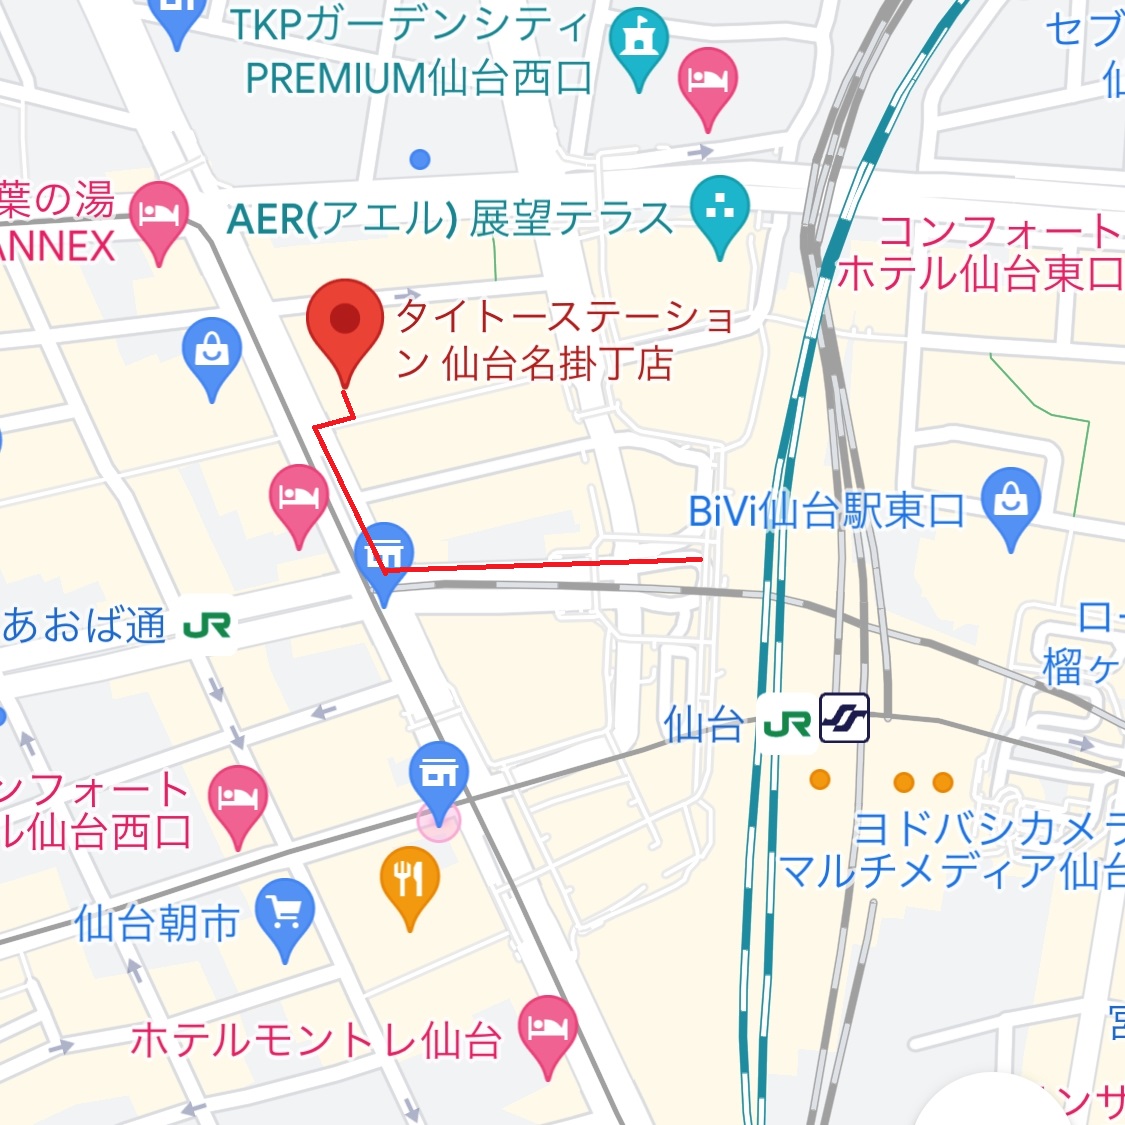 TKPガーデンシティ
PREMIUM仙台西口
セブ
仙
葉の湯
ANNEX
AER(アエル) 展望テラス
コンフォート
ホテル仙台東口
タイトーステーショ
ン 仙台名掛丁店
BiVi仙台駅東口
あおば通 JR
ロー
榴ヶ
仙台 JR
ンフォート
ル仙台西口
ヨドバシカメラ
マルチメディア仙台
仙台朝市
ホテルモントレ仙台
宮
ンサ